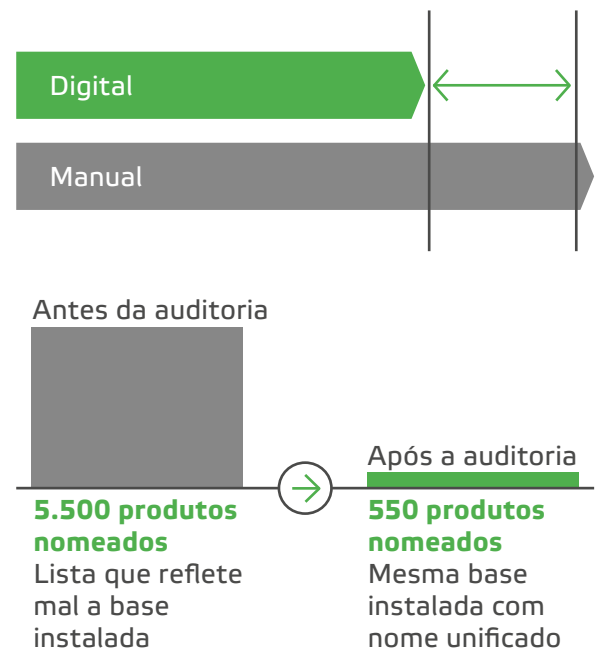 Digital
Manual
Antes da auditoria
5.500 produtos
nomeados
Lista que reflete
mal a base
instalada
Após a auditoria
550 produtos
nomeados
Mesma base
instalada com
nome unificado